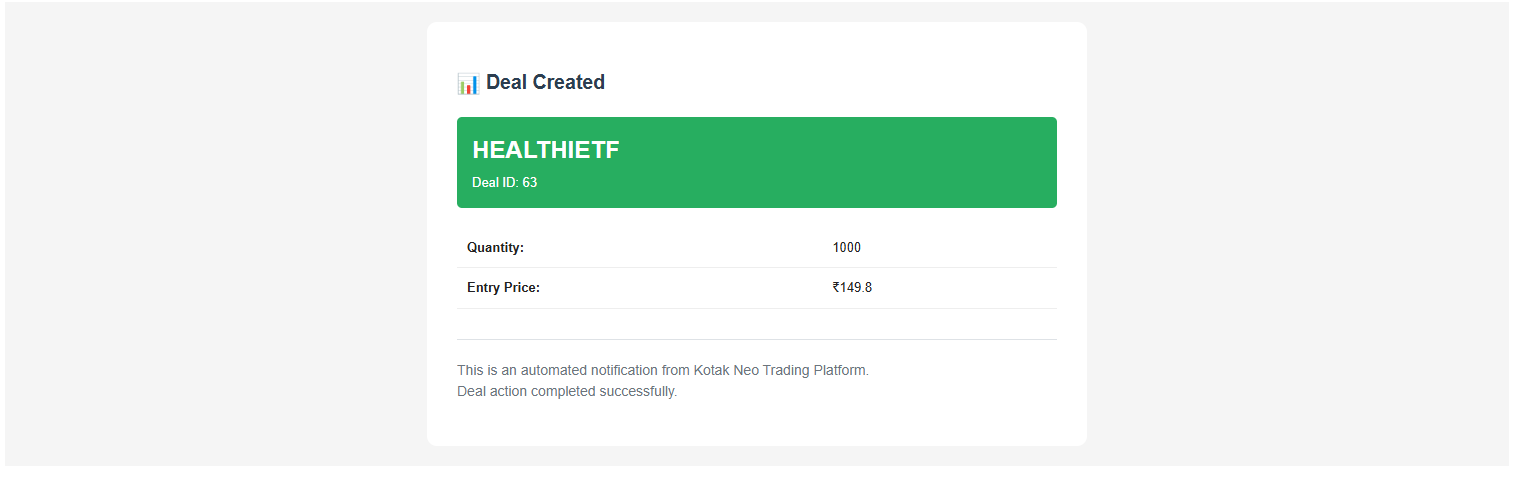 📊 Deal Created
HEALTHIETF
Deal ID: 63
Quantity: 1000
Entry Price: ₹149.8
This is an automated notification from Kotak Neo Trading Platform.
Deal action completed successfully.